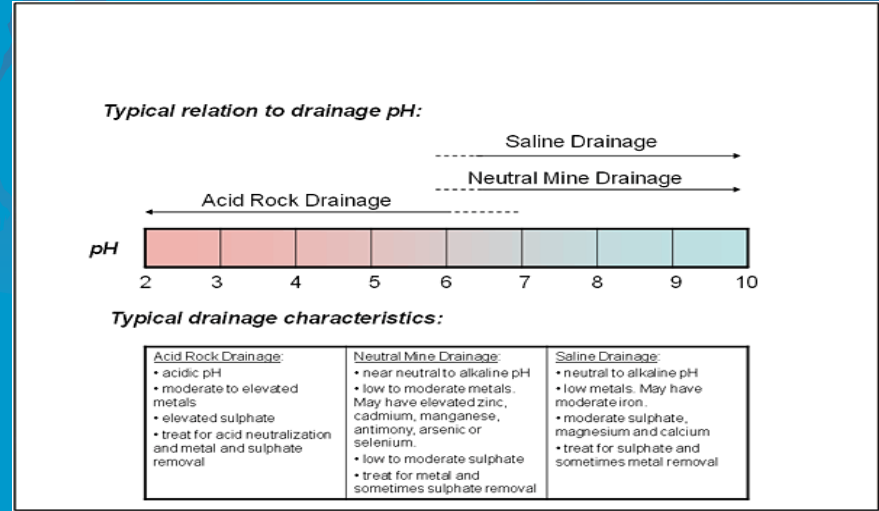 Typical relation to drainage pH:
Saline Drainage
Neutral Mine Drainage
Acid Rock Drainage
pH
2 3 4 5 6 7 8 9 10
Typical drainage characteristics:
Acid Rock Drainage:
• acidic pH
• moderate to elevated
metals
• elevated sulphate
• treat for acid neutralization
and metal and sulphate
removal
Neutral Mine Drainage:
• near neutral to alkaline pH
• low to moderate metals.
May have elevated zinc,
cadmium, manganese,
antimony, arsenic or
selenium.
• low to moderate sulphate
• treat for metal and
sometimes sulphate removal
Saline Drainage:
• neutral to alkaline pH
• low metals. May have
moderate iron.
• moderate sulphate,
magnesium and calcium
• treat for sulphate and
sometimes metal removal